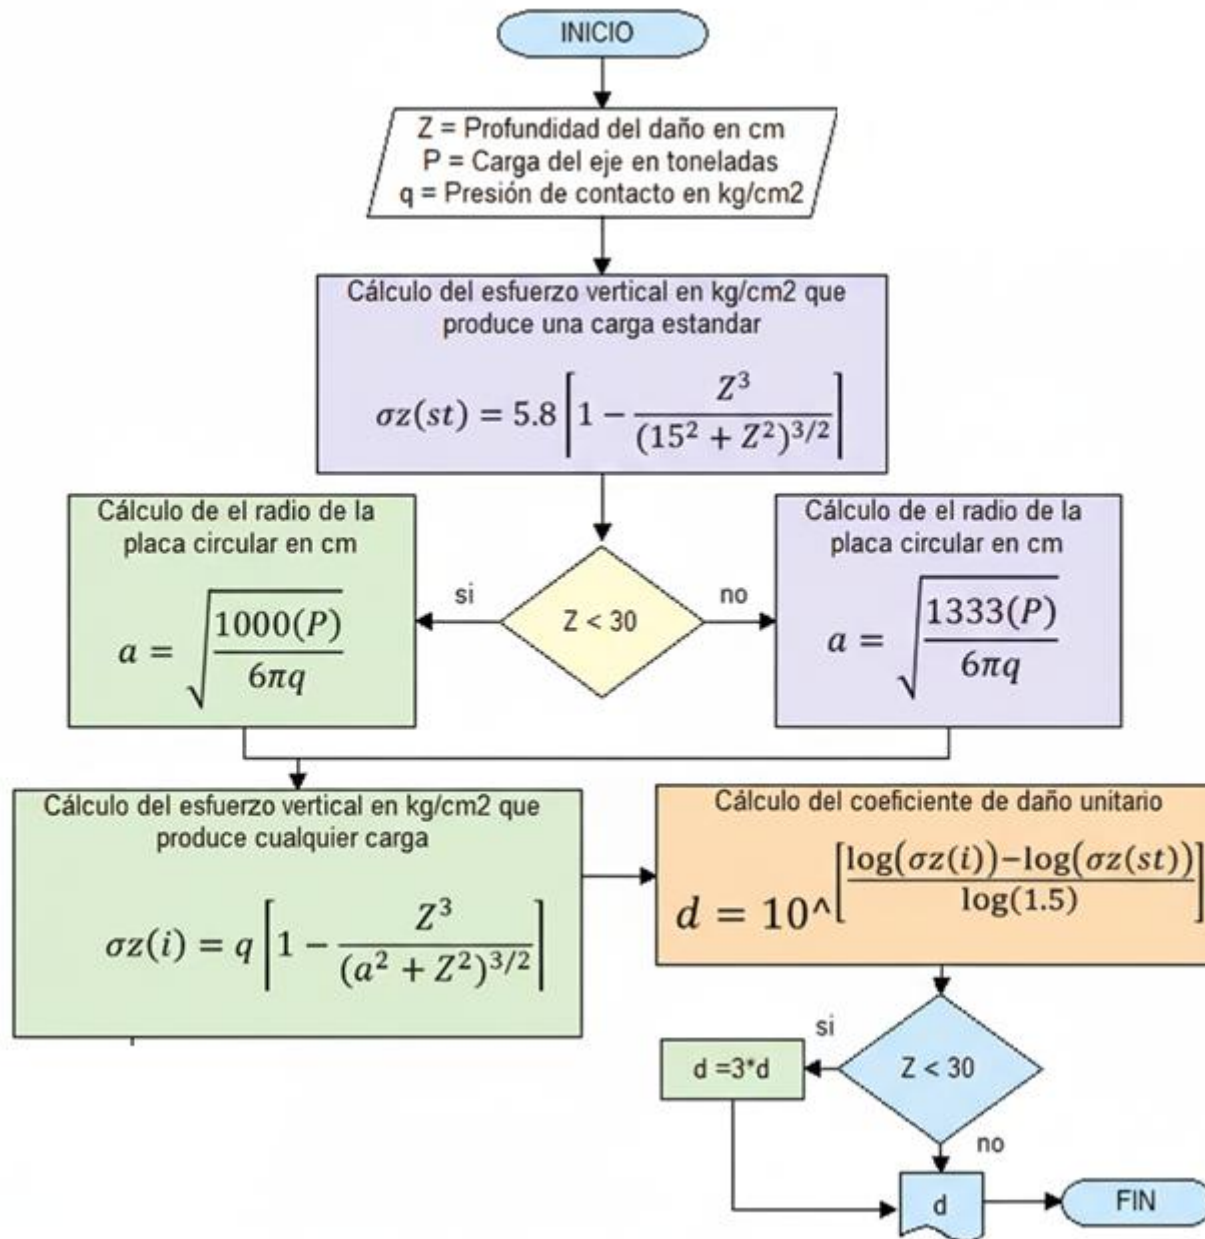 INICIO
Z = Profundidad del daño en cm
P = Carga del eje en toneladas
q = Presión de contacto en kg/cm2
Cálculo del esfuerzo vertical en kg/cm2 que
produce una carga estandar
σz(st) = 5.8 [1 − Z³/(15² + Z²)^3/2]
Cálculo de el radio de la
placa circular en cm
a = √(1000(P)/6πq)
si
Z < 30
no
Cálculo de el radio de la
placa circular en cm
a = √(1333(P)/6πq)
Cálculo del esfuerzo vertical en kg/cm2 que
produce cualquier carga
σz(i) = q [1 − Z³/(a² + Z²)^3/2]
Cálculo del coeficiente de daño unitario
d = 10^[log(σz(i))−log(σz(st))/log(1.5)]
si
Z < 30
d =3*d
no
d
FIN